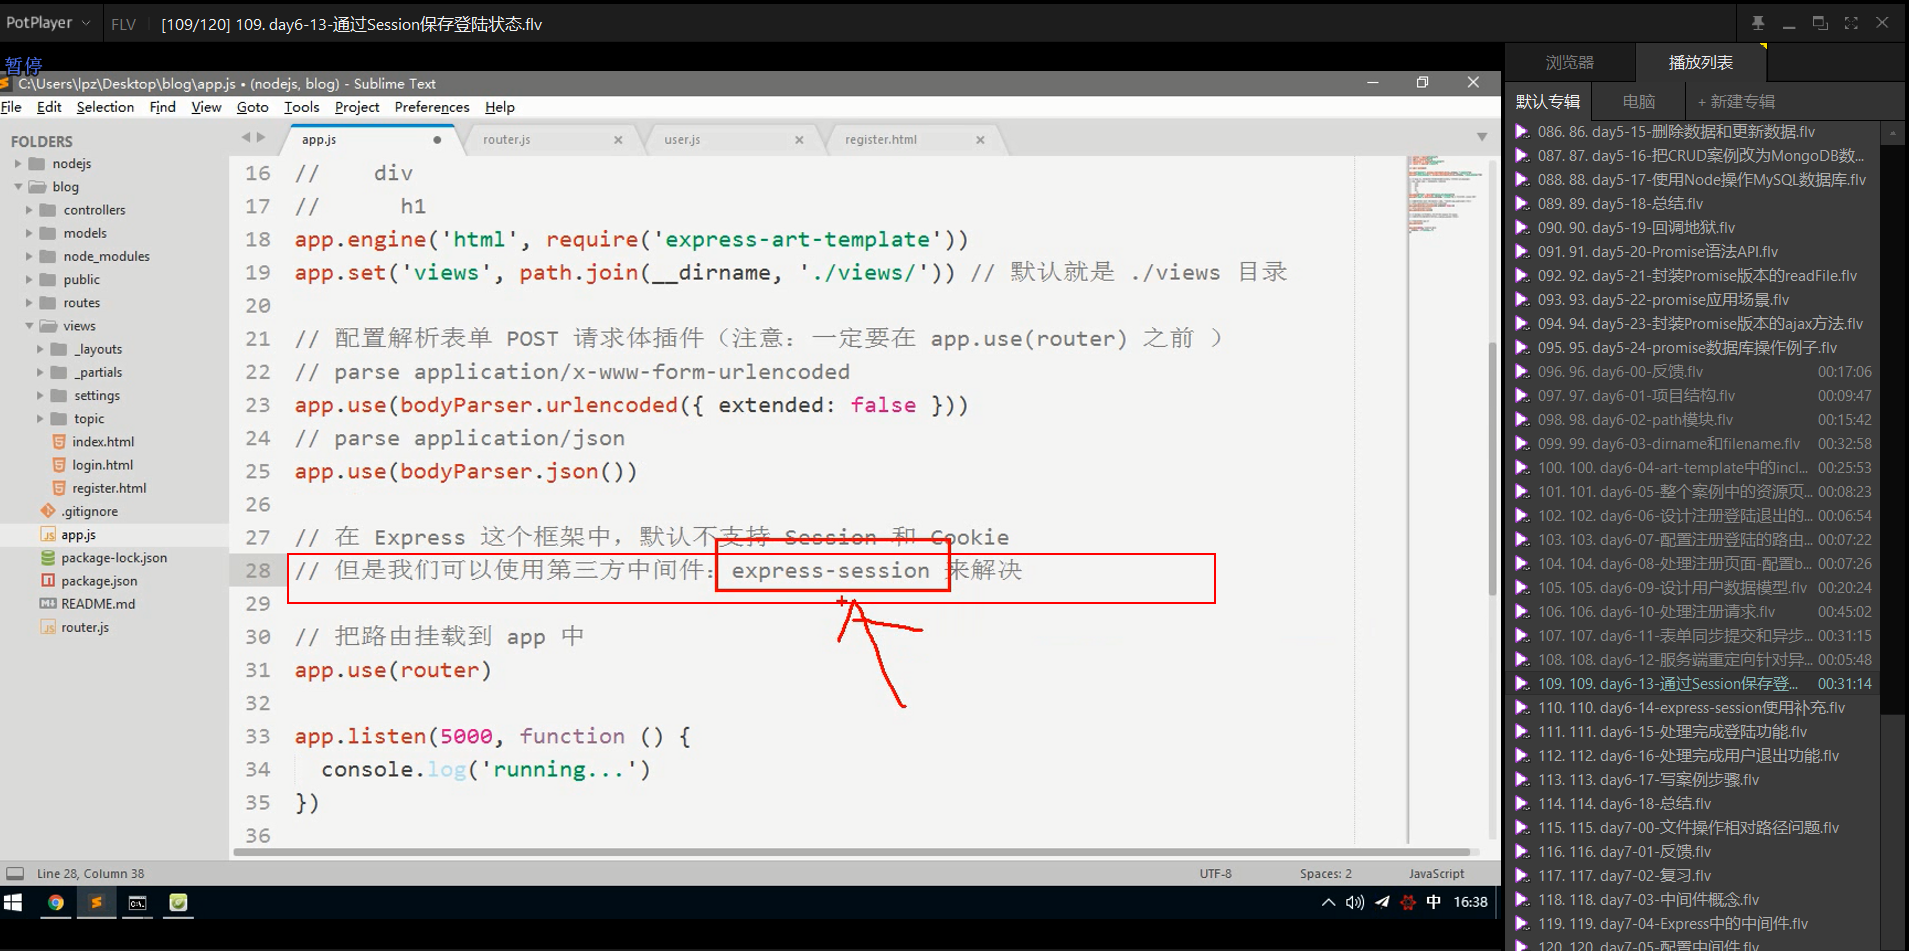 PotPlayer
FLV
[109/120] 109. day6-13-通过Session保存登陆状态.flv
暂停
C:\Users\lpz\Desktop\blog\app.js • (nodejs, blog) - Sublime Text
File Edit Selection Find View Goto Tools Project Preferences Help
FOLDERS
nodejs
blog
controllers
models
node_modules
public
routes
views
_layouts
_partials
settings
topic
index.html
login.html
register.html
.gitignore
app.js
package-lock.json
package.json
README.md
router.js
app.js
router.js
user.js
register.html
16 //    div
17 //      h1
18 app.engine('html', require('express-art-template'))
19 app.set('views', path.join(__dirname, './views/')) // 默认就是 ./views 目录
20
21 // 配置解析表单 POST 请求体插件（注意：一定要在 app.use(router) 之前 ）
22 // parse application/x-www-form-urlencoded
23 app.use(bodyParser.urlencoded({ extended: false }))
24 // parse application/json
25 app.use(bodyParser.json())
26
27 // 在 Express 这个框架中，默认不支持 Session 和 Cookie
28 // 但是我们可以使用第三方中间件：express-session 来解决
29
30 // 把路由挂载到 app 中
31 app.use(router)
32
33 app.listen(5000, function () {
34   console.log('running...')
35 })
36
Line 28, Column 38
UTF-8
Spaces: 2
JavaScript
中
16:38
浏览器
播放列表
默认专辑
电脑
+ 新建专辑
086. 86. day5-15-删除数据和更新数据.flv
087. 87. day5-16-把CRUD案例改为MongoDB数...
088. 88. day5-17-使用Node操作MySQL数据库.flv
089. 89. day5-18-总结.flv
090. 90. day5-19-回调地狱.flv
091. 91. day5-20-Promise语法API.flv
092. 92. day5-21-封装Promise版本的readFile.flv
093. 93. day5-22-promise应用场景.flv
094. 94. day5-23-封装Promise版本的ajax方法.flv
095. 95. day5-24-promise数据库操作例子.flv
096. 96. day6-00-反馈.flv 00:17:06
097. 97. day6-01-项目结构.flv 00:09:47
098. 98. day6-02-path模块.flv 00:15:42
099. 99. day6-03-dirname和filename.flv 00:32:58
100. 100. day6-04-art-template中的incl... 00:25:53
101. 101. day6-05-整个案例中的资源页... 00:08:23
102. 102. day6-06-设计注册登陆退出的... 00:06:54
103. 103. day6-07-配置注册登陆的路由... 00:07:22
104. 104. day6-08-处理注册页面-配置b... 00:07:26
105. 105. day6-09-设计用户数据模型.flv 00:20:24
106. 106. day6-10-处理注册请求.flv 00:45:02
107. 107. day6-11-表单同步提交和异步... 00:31:15
108. 108. day6-12-服务端重定向针对异... 00:05:48
109. 109. day6-13-通过Session保存登... 00:31:14
110. 110. day6-14-express-session使用补充.flv
111. 111. day6-15-处理完成登陆功能.flv
112. 112. day6-16-处理完成用户退出功能.flv
113. 113. day6-17-写案例步骤.flv
114. 114. day6-18-总结.flv
115. 115. day7-00-文件操作相对路径问题.flv
116. 116. day7-01-反馈.flv
117. 117. day7-02-复习.flv
118. 118. day7-03-中间件概念.flv
119. 119. day7-04-Express中的中间件.flv
120. 120. day7-05-配置中间件.flv